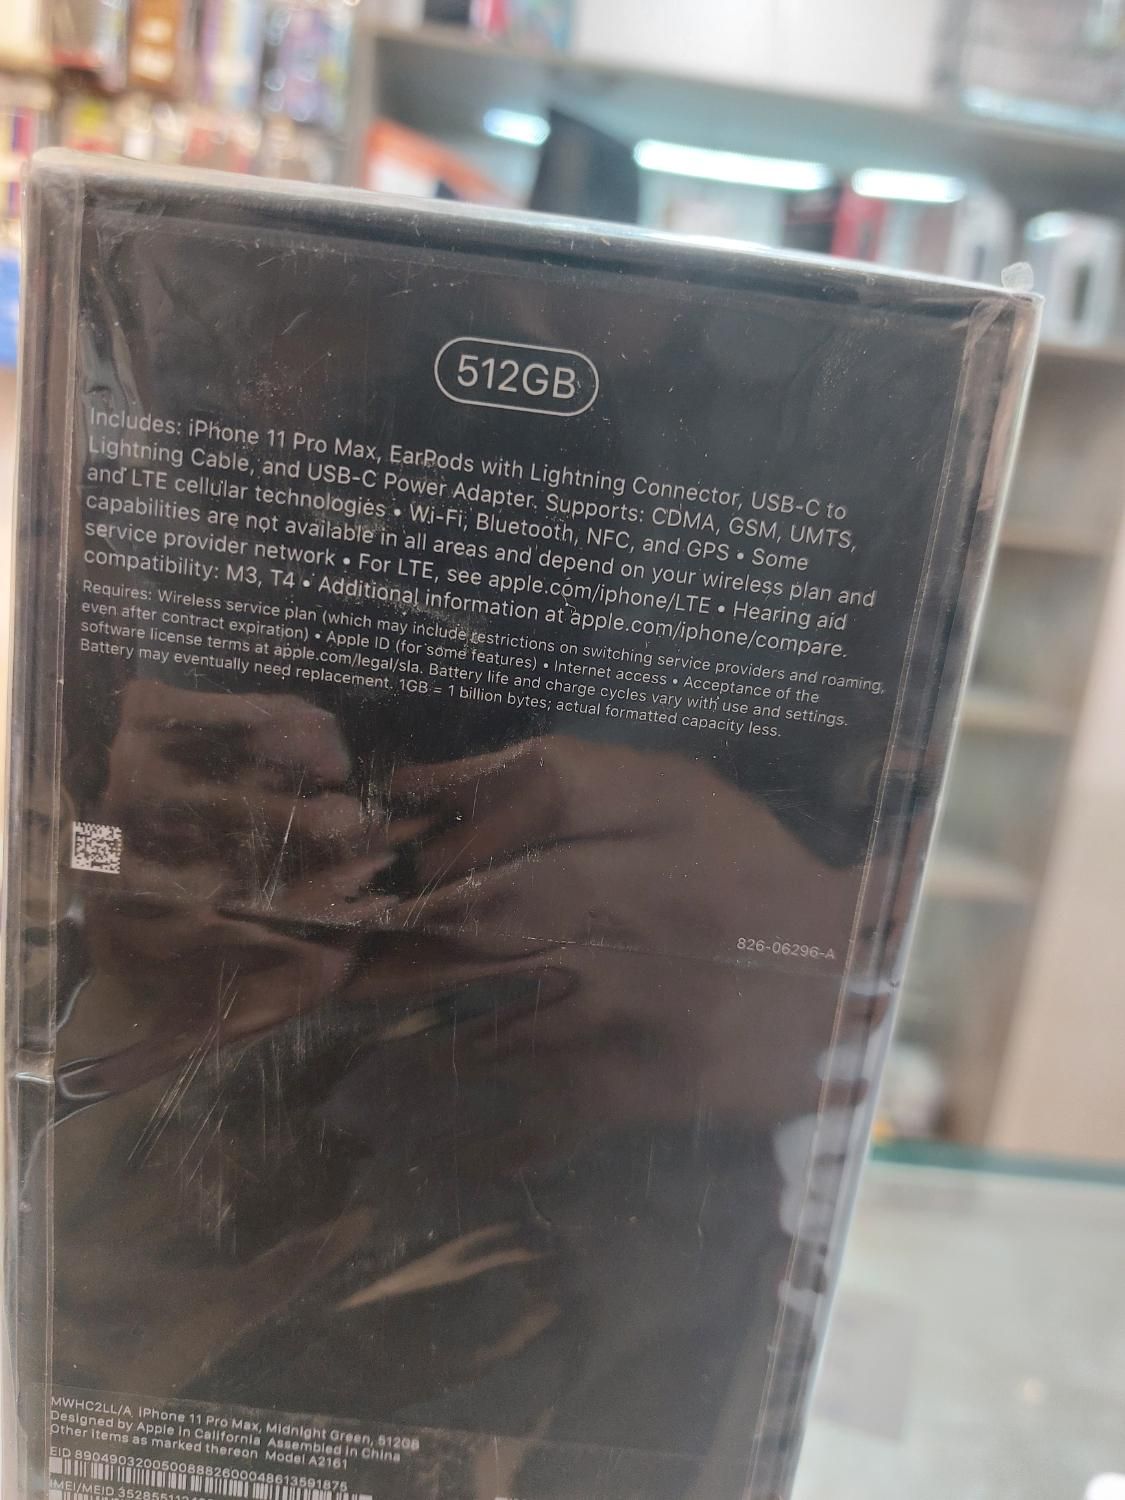 512GB
Includes: iPhone 11 Pro Max, EarPods with Lightning Connector, USB-C to
Lightning Cable, and USB-C Power Adapter. Supports: CDMA, GSM, UMTS,
and LTE cellular technologies • Wi-Fi, Bluetooth, NFC, and GPS • Some
capabilities are not available in all areas and depend on your wireless plan and
service provider network • For LTE, see apple.com/iphone/LTE • Hearing aid
compatibility: M3, T4 • Additional information at apple.com/iphone/compare.
Requires: Wireless service plan (which may include restrictions on switching service providers and roaming,
even after contract expiration) • Apple ID (for some features) • Internet access • Acceptance of the
software license terms at apple.com/legal/sla. Battery life and charge cycles vary with use and settings.
Battery may eventually need replacement. 1GB = 1 billion bytes; actual formatted capacity less.
826-06296-A
MWHC2LL/A iPhone 11 Pro Max, Midnight Green, 512GB
Designed by Apple in California Assembled in China
Other items as marked thereon Model A2161
EID 89049032005008882600048613591875
IMEI/MEID